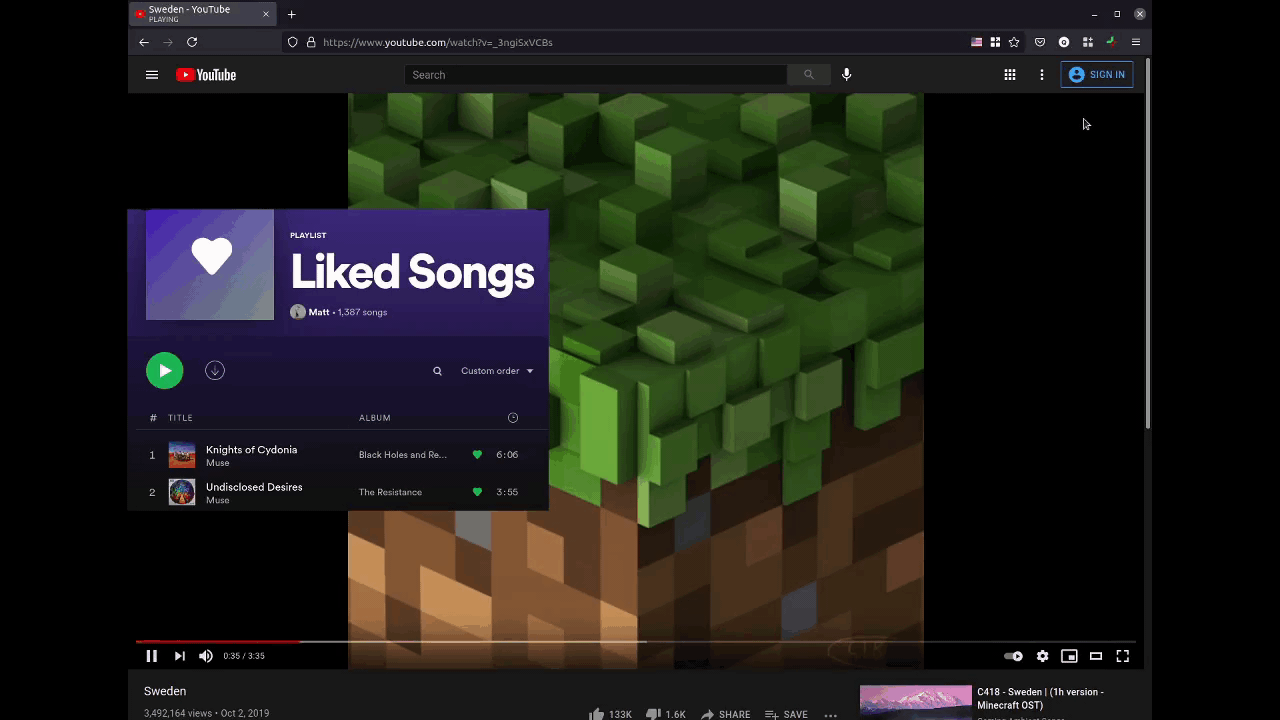 Sweden - YouTube
PLAYING
https://www.youtube.com/watch?v=_3ngiSxVCBs
YouTube
Search
SIGN IN
PLAYLIST
Liked Songs
Matt • 1,387 songs
Custom order
# TITLE ALBUM
1 Knights of Cydonia Black Holes and Re... 6:06
Muse
2 Undisclosed Desires The Resistance 3:55
Muse
0:35 / 3:35
Sweden
3,492,164 views • Oct 2, 2019
133K 1.6K SHARE SAVE
C418 - Sweden | (1h version -
Minecraft OST)